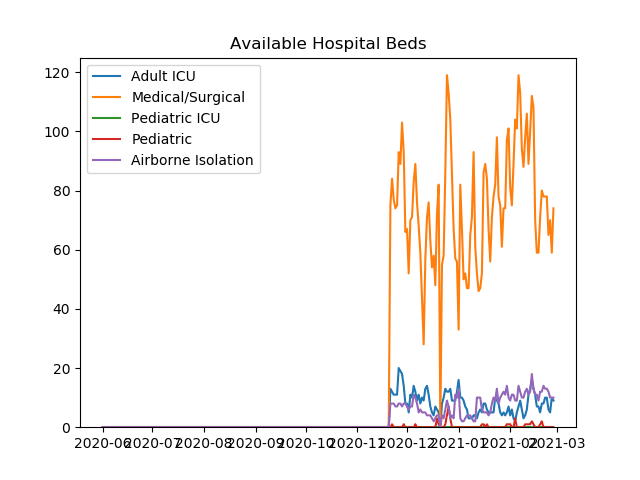 Available Hospital Beds
Adult ICU
Medical/Surgical
Pediatric ICU
Pediatric
Airborne Isolation
120
100
80
60
40
20
0
2020-06 2020-07 2020-08 2020-09 2020-10 2020-11 2020-12 2021-01 2021-02 2021-03